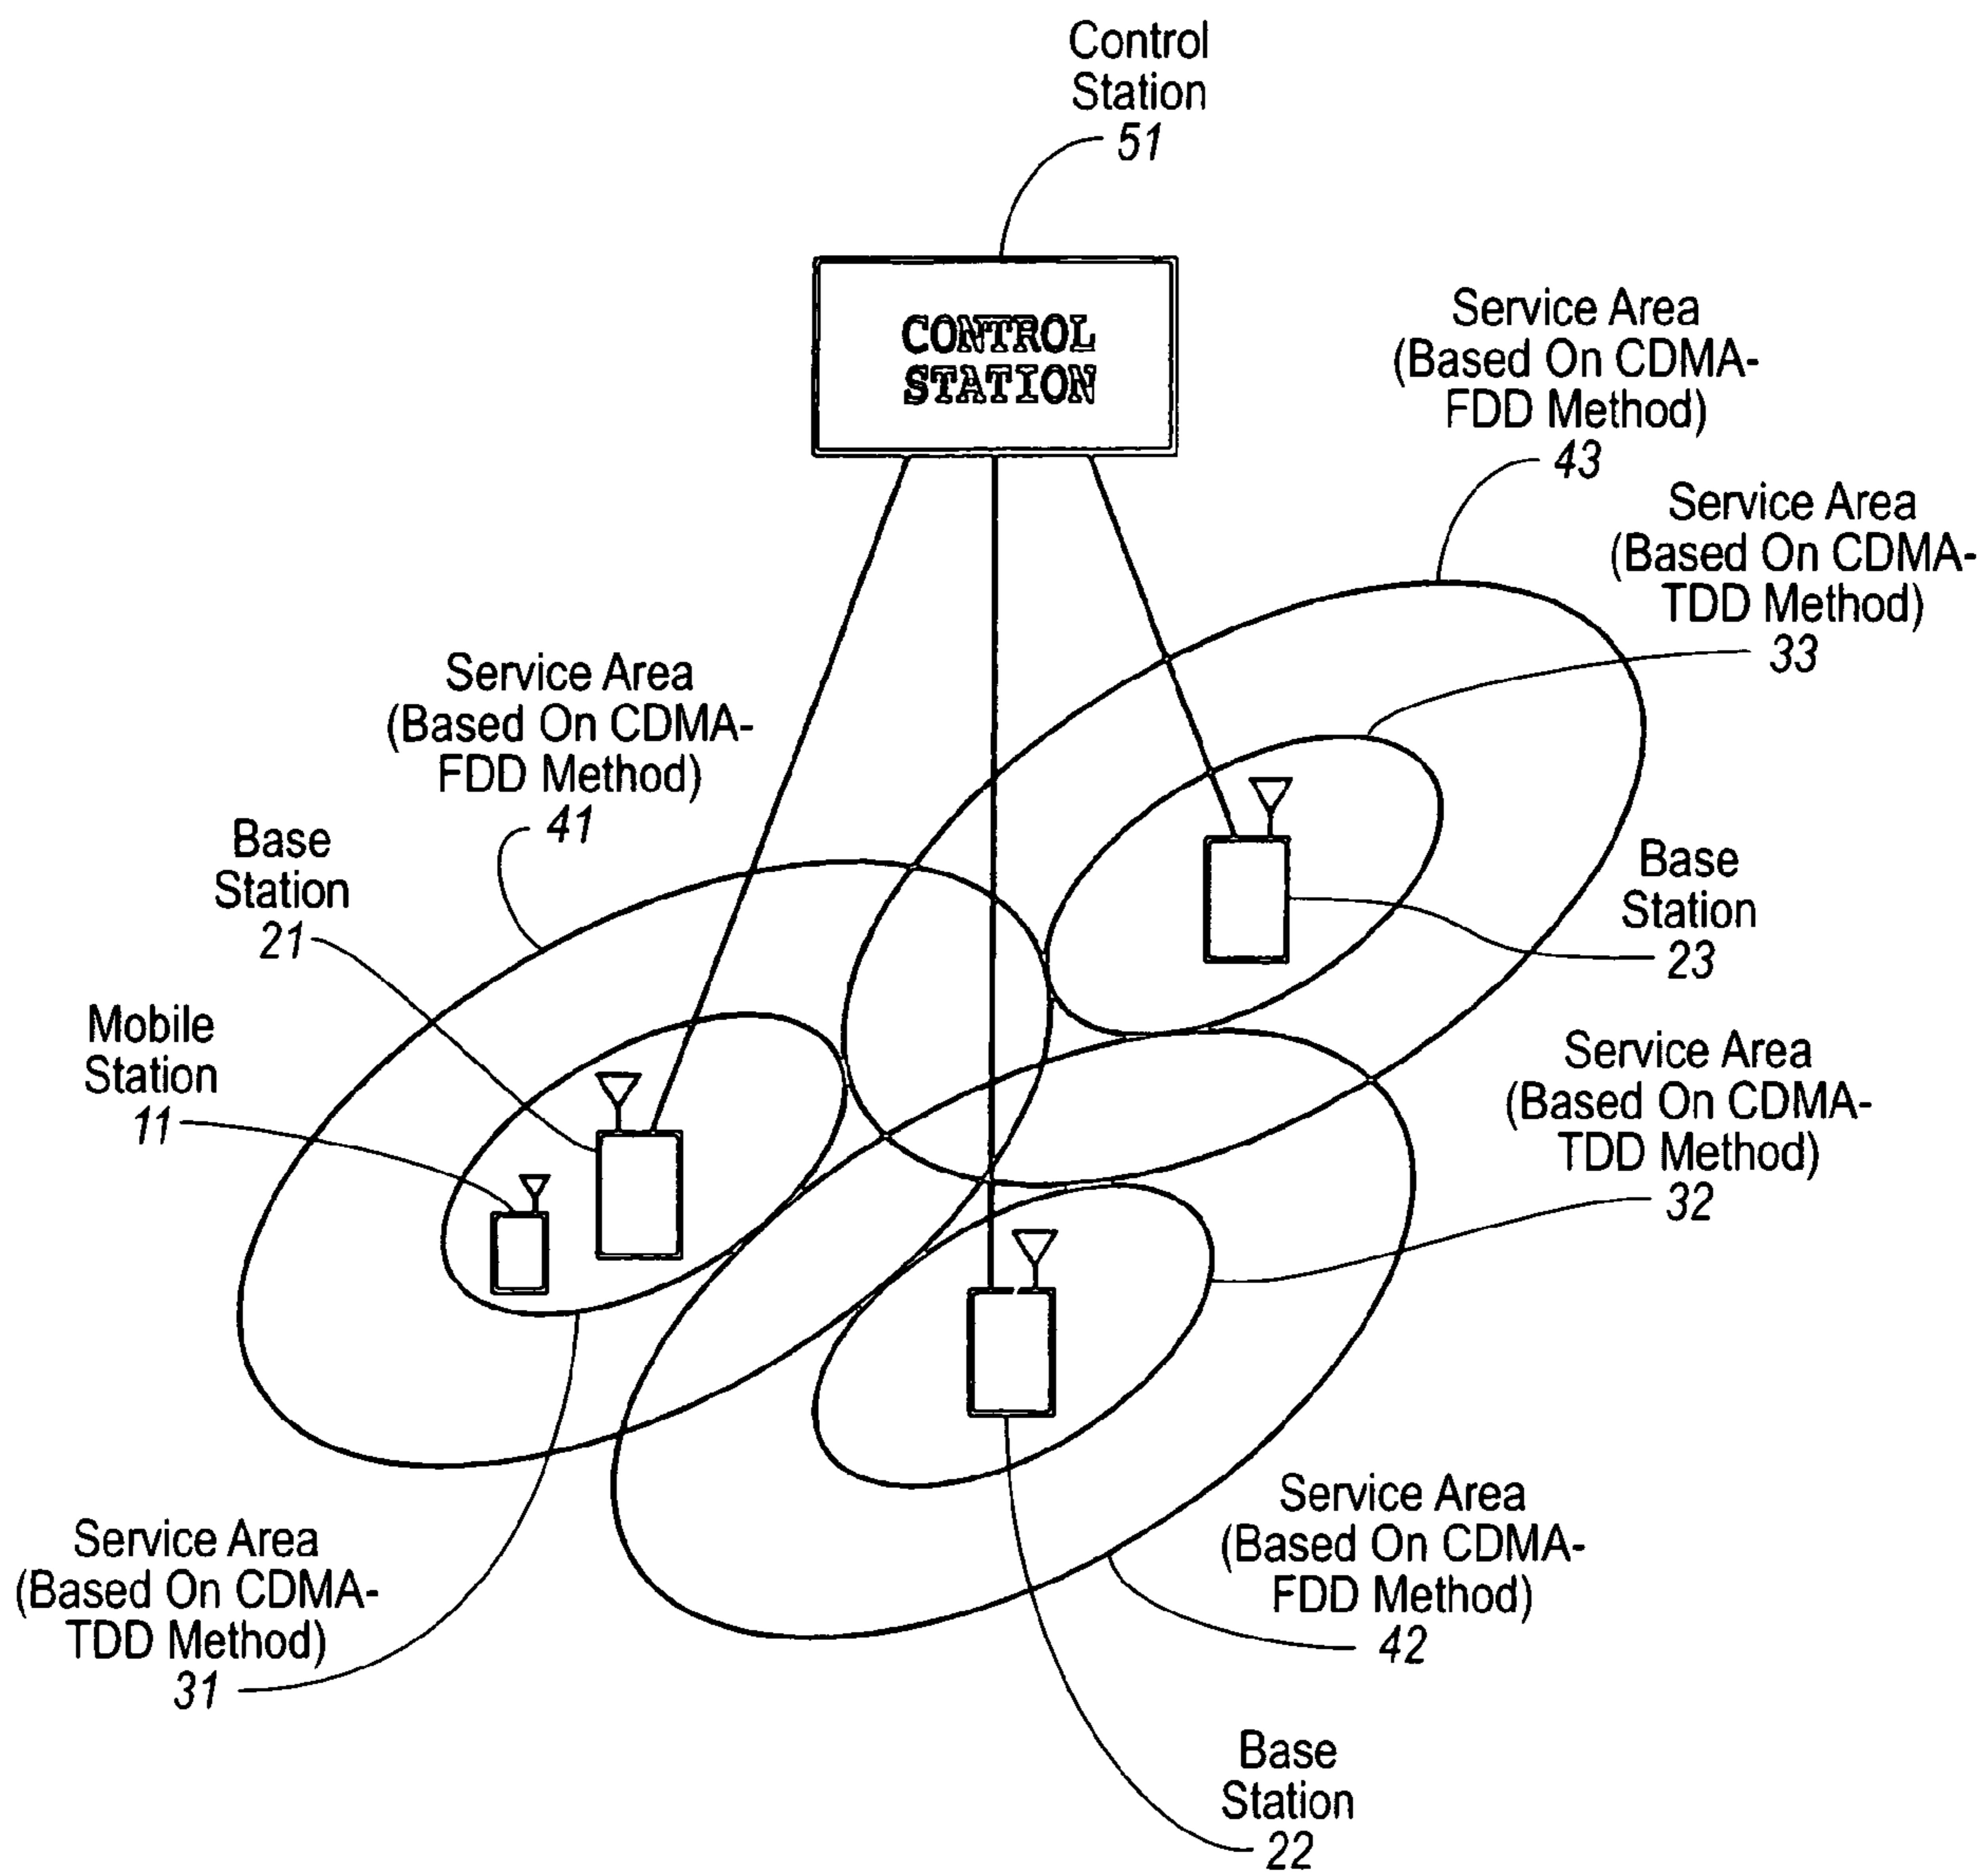 Control
Station
51
CONTROL
STATION
Service Area
(Based On CDMA-
FDD Method)
43
Service Area
(Based On CDMA-
TDD Method)
33
Service Area
(Based On CDMA-
FDD Method)
41
Base
Station
21
Base
Station
23
Mobile
Station
11
Service Area
(Based On CDMA-
TDD Method)
32
Service Area
(Based On CDMA-
FDD Method)
42
Service Area
(Based On CDMA-
TDD Method)
31
Base
Station
22